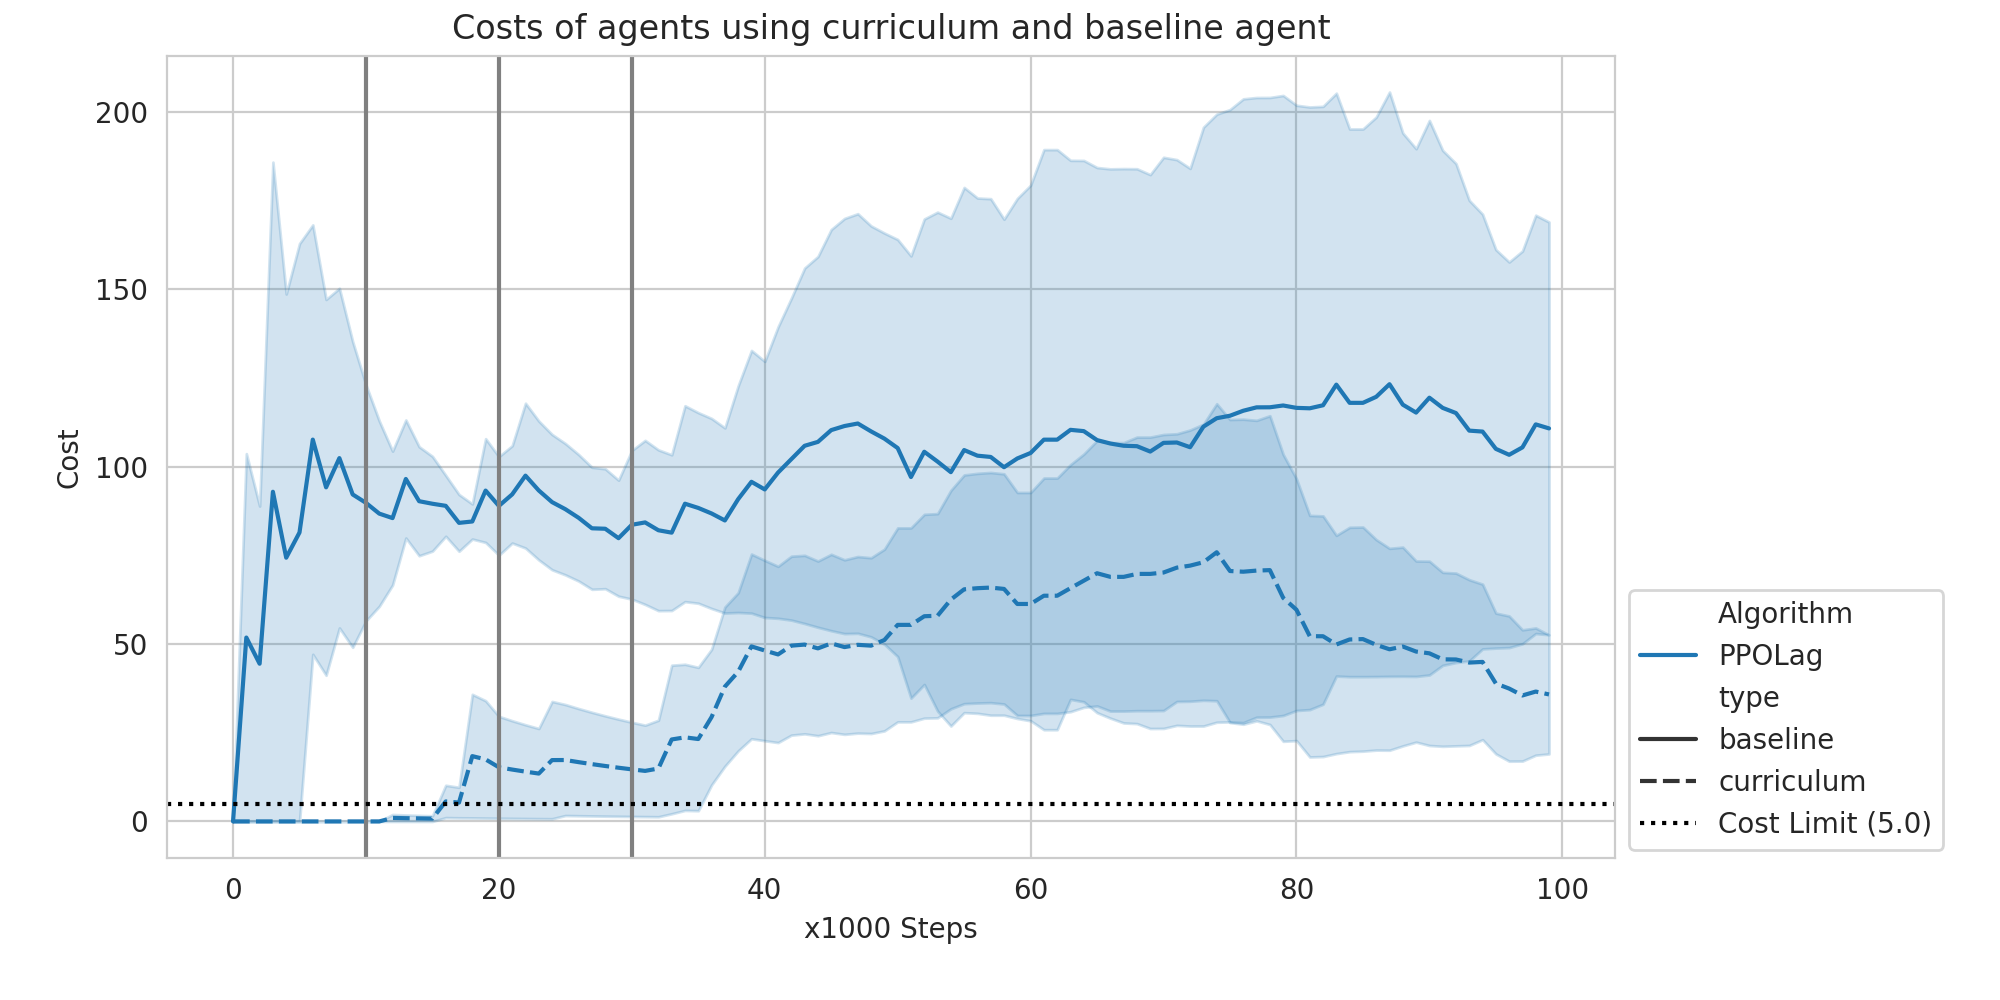 Costs of agents using curriculum and baseline agent
200
150
100
50
0
Cost
0 20 40 60 80 100
x1000 Steps
Algorithm
PPOLag
type
baseline
curriculum
Cost Limit (5.0)